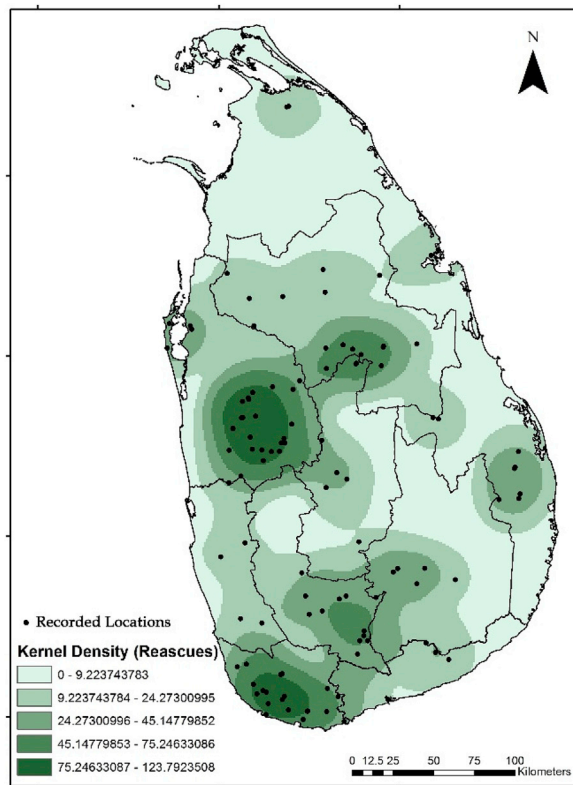 N
Recorded Locations
Kernel Density (Reascues)
0 - 9.223743783
9.223743784 - 24.27300995
24.27300996 - 45.14779852
45.14779853 - 75.24633086
75.24633087 - 123.7923508
0 12.5 25 50 75 100
Kilometers